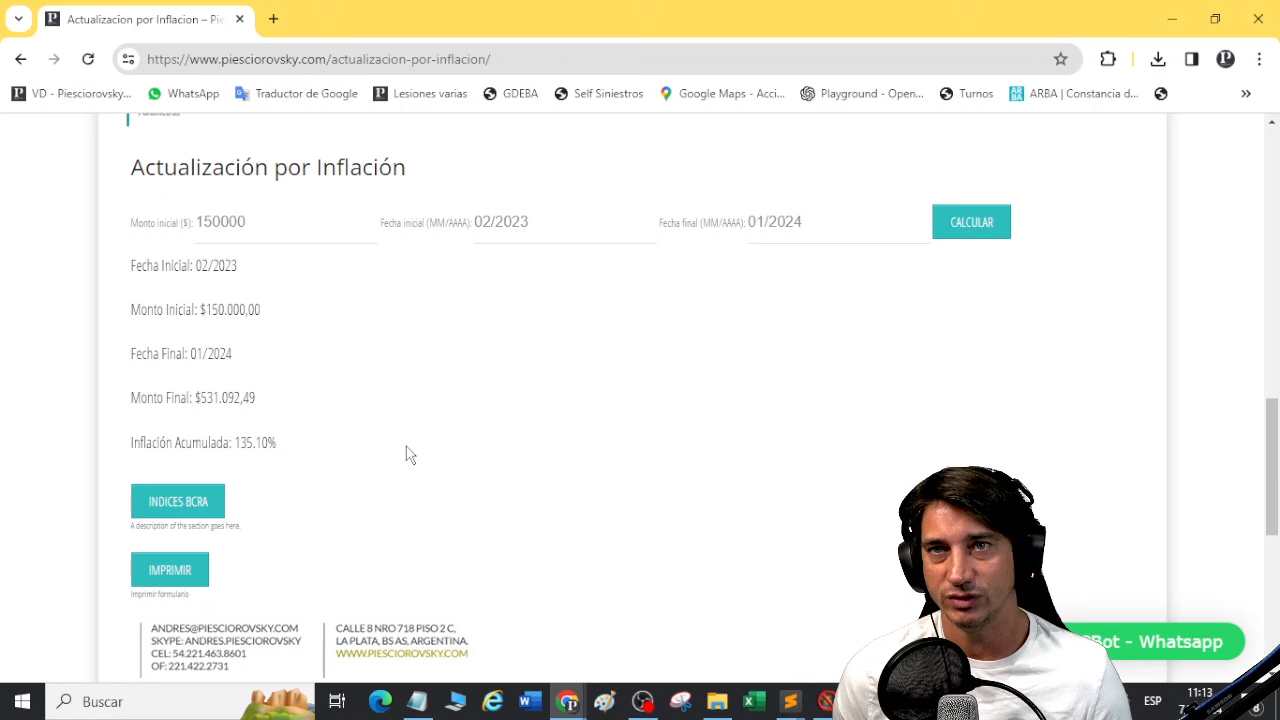 Actualizacion por Inflacion – Pie
https://www.piesciorovsky.com/actualizacion-por-inflacion/
VD - Piesciorovsky... WhatsApp Traductor de Google Lesiones varias GDEBA Self Siniestros Google Maps - Acci... Playground - Open... Turnos ARBA | Constancia d...
Parámetros
Actualización por Inflación
Monto inicial ($): 150000 Fecha inicial (MM/AAAA): 02/2023 Fecha final (MM/AAAA): 01/2024 CALCULAR
Fecha Inicial: 02/2023
Monto Inicial: $150.000,00
Fecha Final: 01/2024
Monto Final: $531.092,49
Inflación Acumulada: 135.10%
INDICES BCRA
A description of the section goes here.
IMPRIMIR
Imprimir formulario
ANDRES@PIESCIOROVSKY.COM
SKYPE: ANDRES.PIESCIOROVSKY
CEL: 54.221.463.8601
OF: 221.422.2731
CALLE 8 NRO 718 PISO 2 C,
LA PLATA, BS AS, ARGENTINA.
WWW.PIESCIOROVSKY.COM
Bot - Whatsapp
Buscar
ESP
11:13
SAMSON